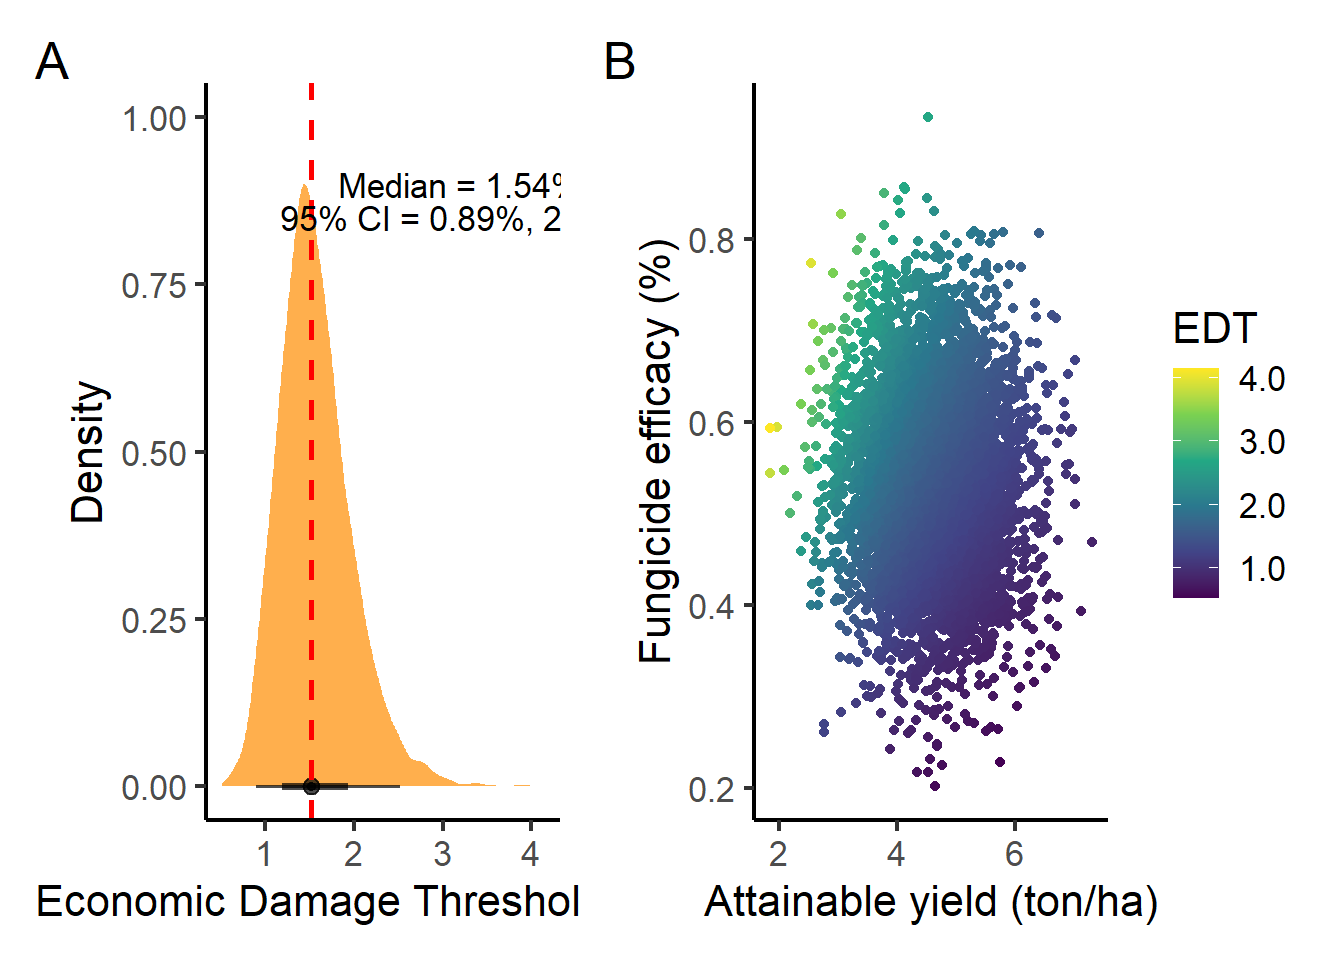 A
B
1.00
0.75
0.50
0.25
0.00
Density
Median = 1.54%
95% CI = 0.89%, 2
1
2
3
4
Economic Damage Threshol
0.8
0.6
0.4
0.2
Fungicide efficacy (%)
2
4
6
Attainable yield (ton/ha)
EDT
4.0
3.0
2.0
1.0